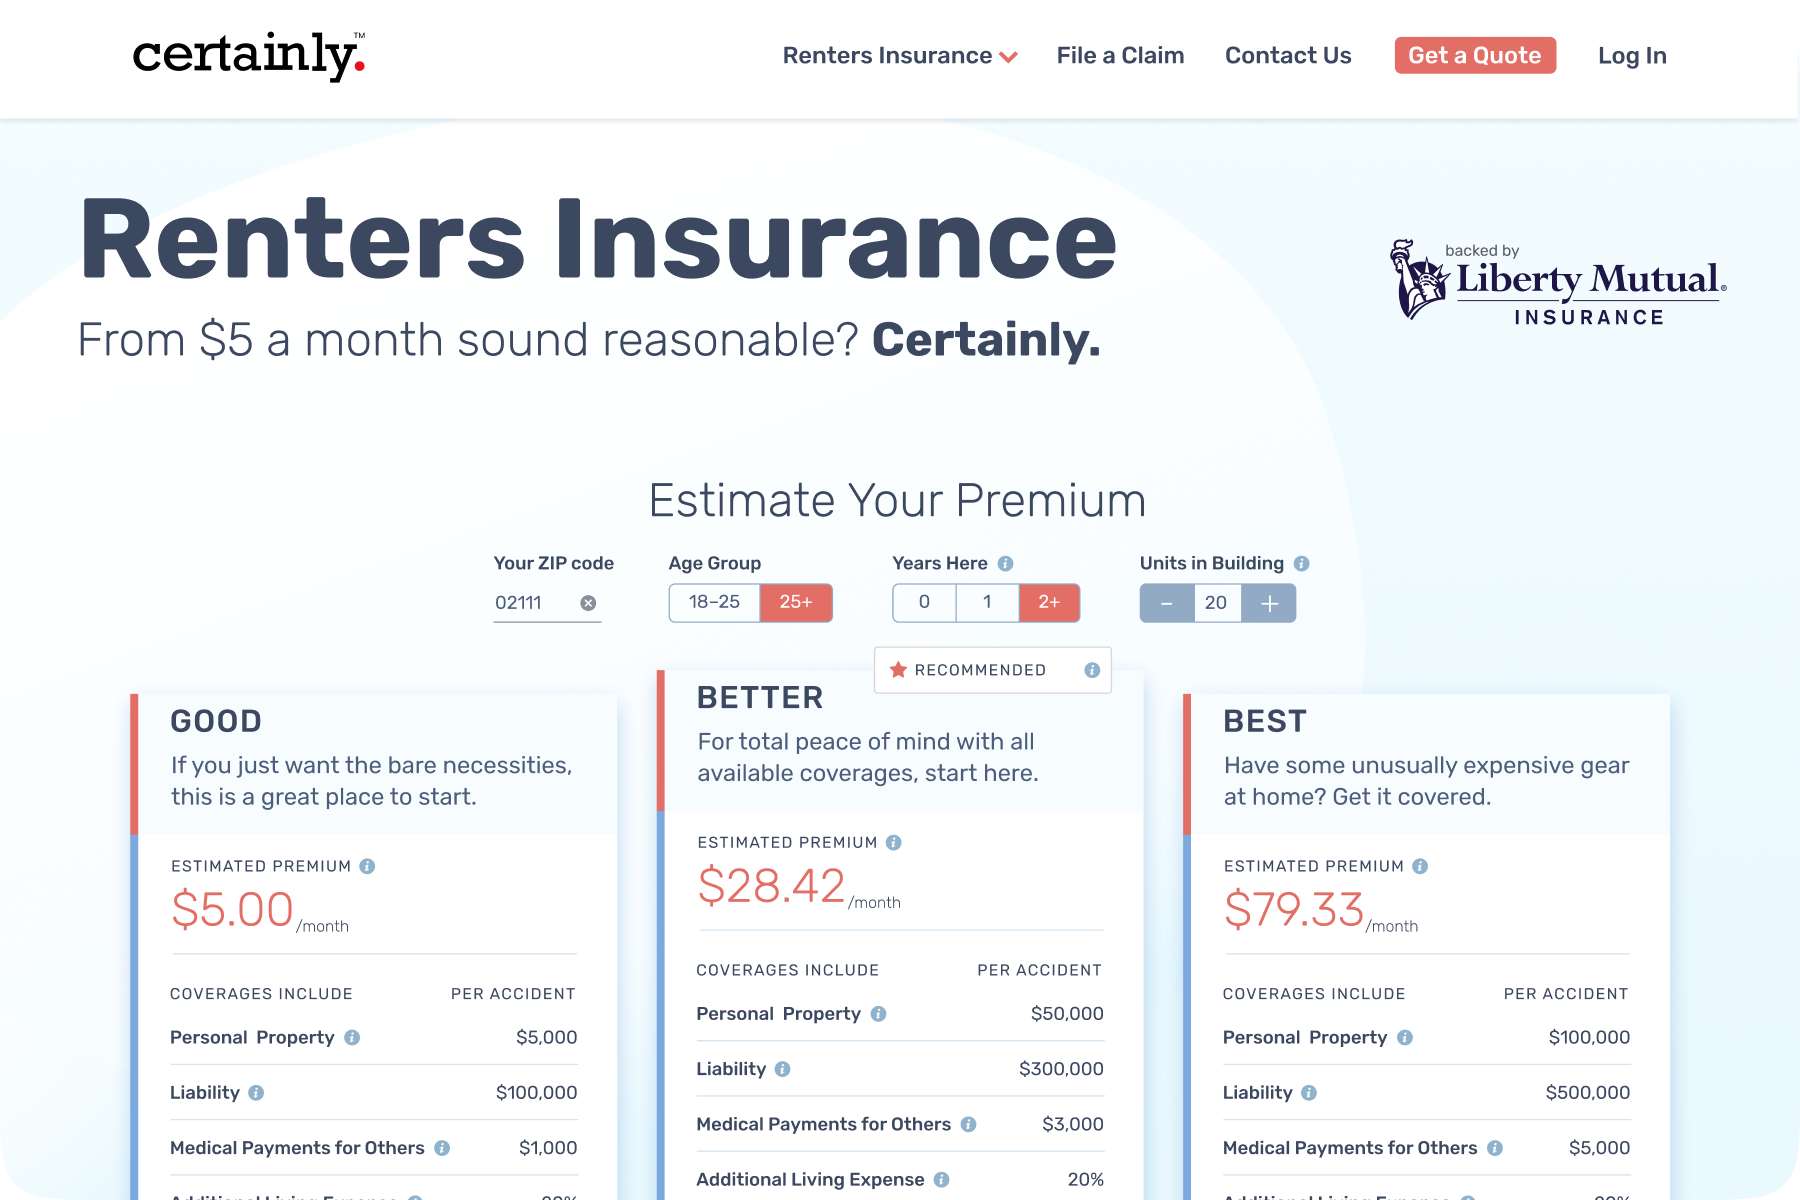 certainly.™
Renters Insurance File a Claim Contact Us Get a Quote Log In
Renters Insurance
From $5 a month sound reasonable? Certainly.
backed by
Liberty Mutual®
INSURANCE
Estimate Your Premium
Your ZIP code
02111
Age Group
18–25 25+
Years Here
0 1 2+
Units in Building
– 20 +
GOOD
If you just want the bare necessities,
this is a great place to start.
ESTIMATED PREMIUM
$5.00/month
COVERAGES INCLUDE PER ACCIDENT
Personal Property $5,000
Liability $100,000
Medical Payments for Others $1,000
Additional Living Expense 20%
RECOMMENDED
BETTER
For total peace of mind with all
available coverages, start here.
ESTIMATED PREMIUM
$28.42/month
COVERAGES INCLUDE PER ACCIDENT
Personal Property $50,000
Liability $300,000
Medical Payments for Others $3,000
Additional Living Expense 20%
BEST
Have some unusually expensive gear
at home? Get it covered.
ESTIMATED PREMIUM
$79.33/month
COVERAGES INCLUDE PER ACCIDENT
Personal Property $100,000
Liability $500,000
Medical Payments for Others $5,000
Additional Living Expense 20%